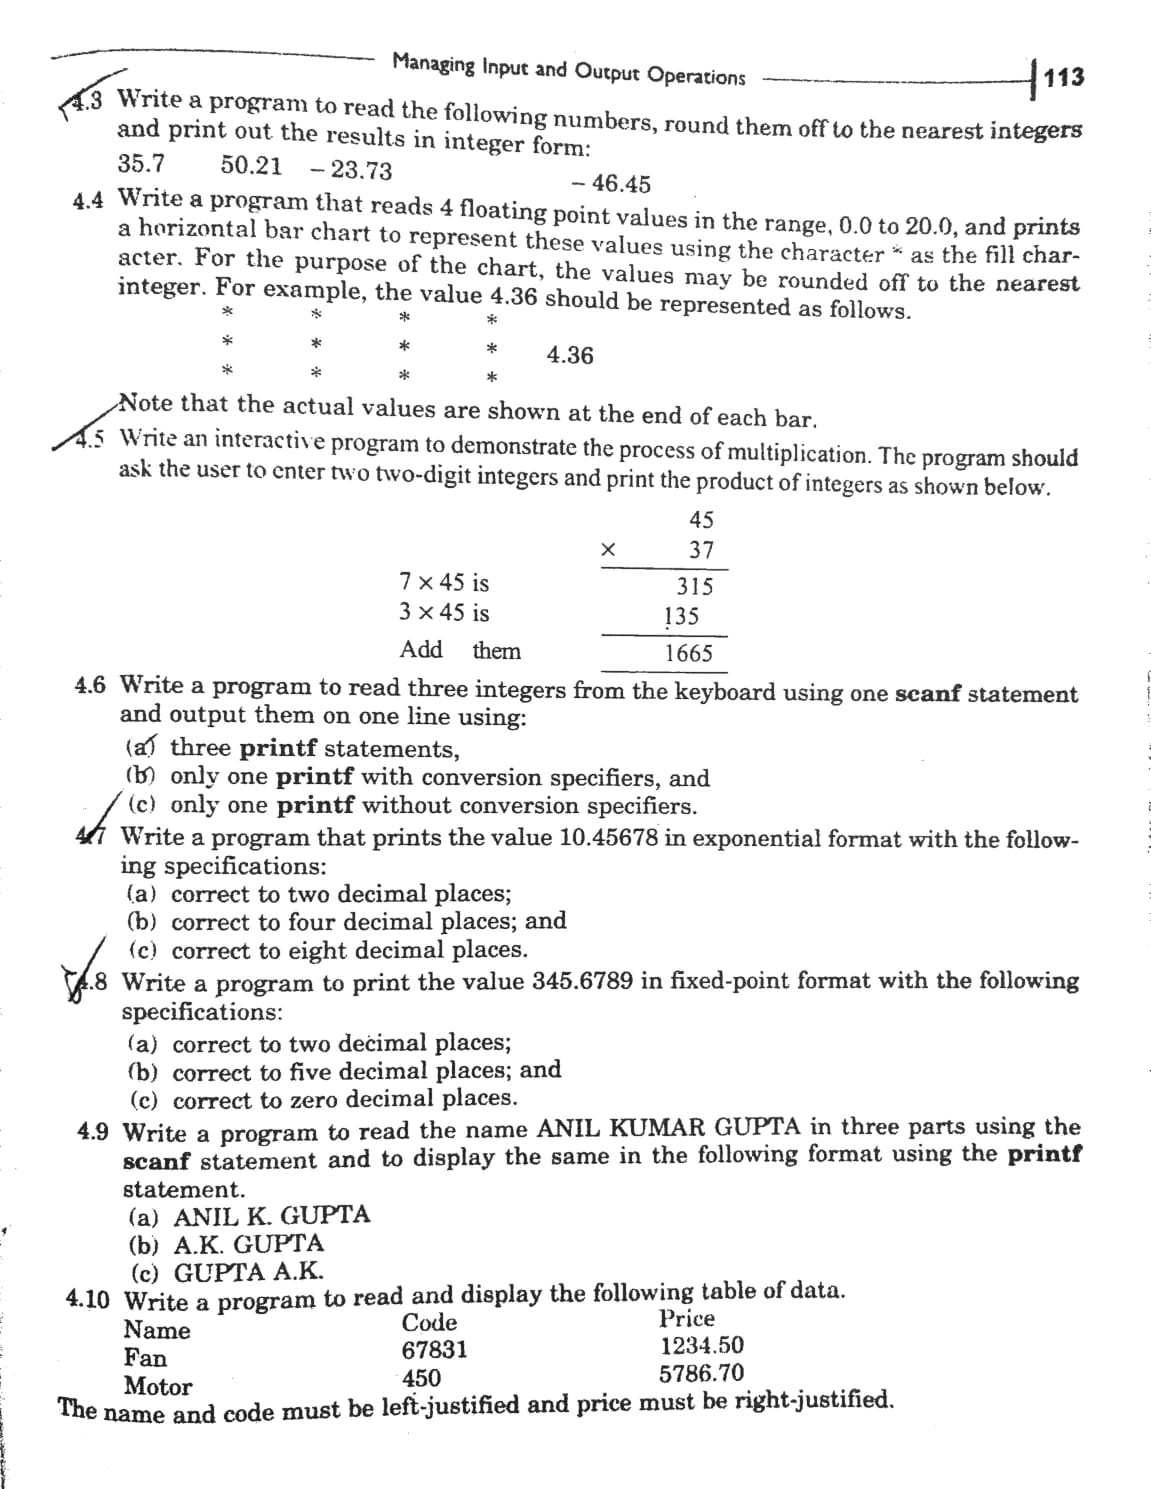 Managing Input and Output Operations 113
4.3 Write a program to read the following numbers, round them off to the nearest integers
and print out the results in integer form:
35.7 50.21 – 23.73 – 46.45
4.4 Write a program that reads 4 floating point values in the range, 0.0 to 20.0, and prints
a horizontal bar chart to represent these values using the character * as the fill char-
acter. For the purpose of the chart, the values may be rounded off to the nearest
integer. For example, the value 4.36 should be represented as follows.
* * * *
* * * * 4.36
* * * *
Note that the actual values are shown at the end of each bar.
4.5 Write an interactive program to demonstrate the process of multiplication. The program should
ask the user to enter two two-digit integers and print the product of integers as shown below.
45
× 37
7 × 45 is 315
3 × 45 is 135
Add them 1665
4.6 Write a program to read three integers from the keyboard using one scanf statement
and output them on one line using:
(a) three printf statements,
(b) only one printf with conversion specifiers, and
(c) only one printf without conversion specifiers.
4.7 Write a program that prints the value 10.45678 in exponential format with the follow-
ing specifications:
(a) correct to two decimal places;
(b) correct to four decimal places; and
(c) correct to eight decimal places.
4.8 Write a program to print the value 345.6789 in fixed-point format with the following
specifications:
(a) correct to two decimal places;
(b) correct to five decimal places; and
(c) correct to zero decimal places.
4.9 Write a program to read the name ANIL KUMAR GUPTA in three parts using the
scanf statement and to display the same in the following format using the printf
statement.
(a) ANIL K. GUPTA
(b) A.K. GUPTA
(c) GUPTA A.K.
4.10 Write a program to read and display the following table of data.
Name Code Price
Fan 67831 1234.50
Motor 450 5786.70
The name and code must be left-justified and price must be right-justified.